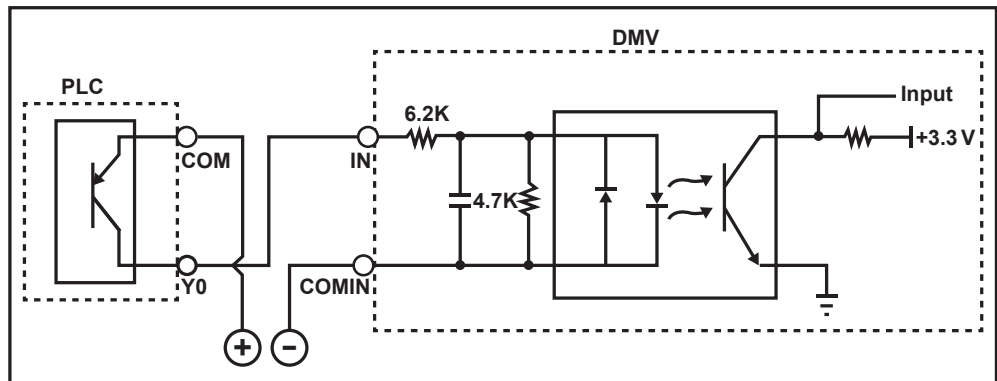 DMV
PLC
6.2K
Input
+3.3 V
COM
IN
4.7K
Y0
COMIN
+
−